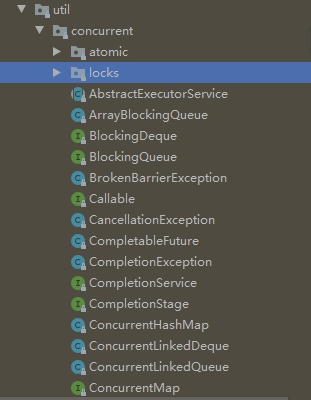 util
concurrent
atomic
locks
AbstractExecutorService
ArrayBlockingQueue
BlockingDeque
BlockingQueue
BrokenBarrierException
Callable
CancellationException
CompletableFuture
CompletionException
CompletionService
CompletionStage
ConcurrentHashMap
ConcurrentLinkedDeque
ConcurrentLinkedQueue
ConcurrentMap